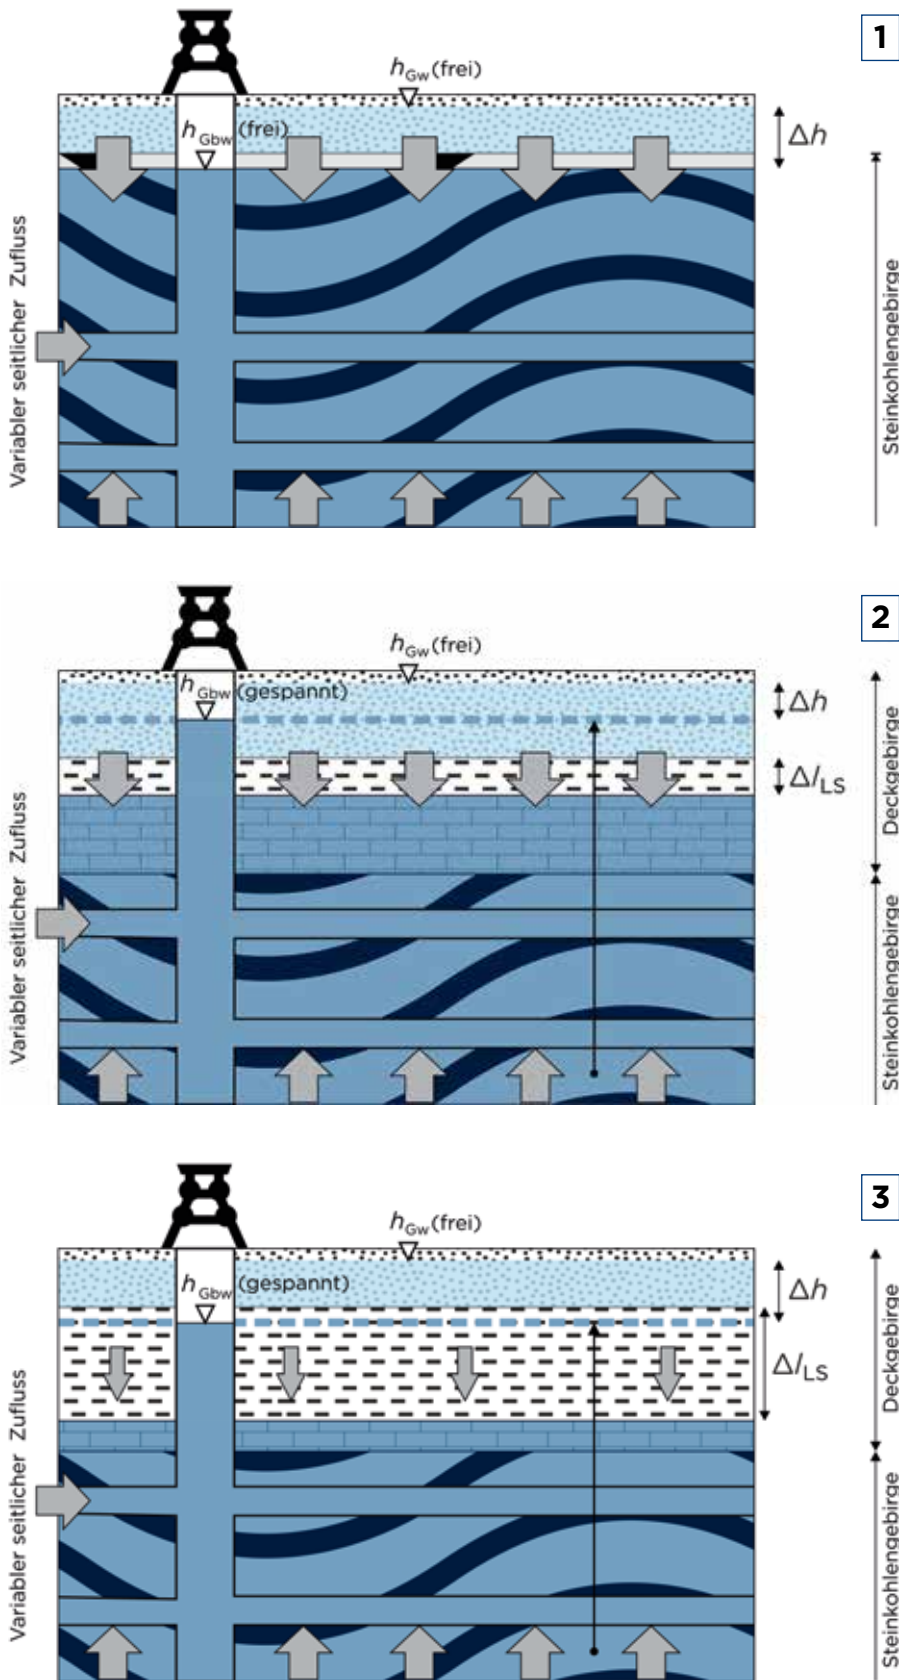 1
hGw (frei)
hGbw (frei)
Δh
Variabler seitlicher Zufluss
Steinkohlengebirge
2
hGw (frei)
hGbw (gespannt)
Δh
ΔlLS
Variabler seitlicher Zufluss
Deckgebirge
Steinkohlengebirge
3
hGw (frei)
hGbw (gespannt)
Δh
ΔlLS
Variabler seitlicher Zufluss
Deckgebirge
Steinkohlengebirge